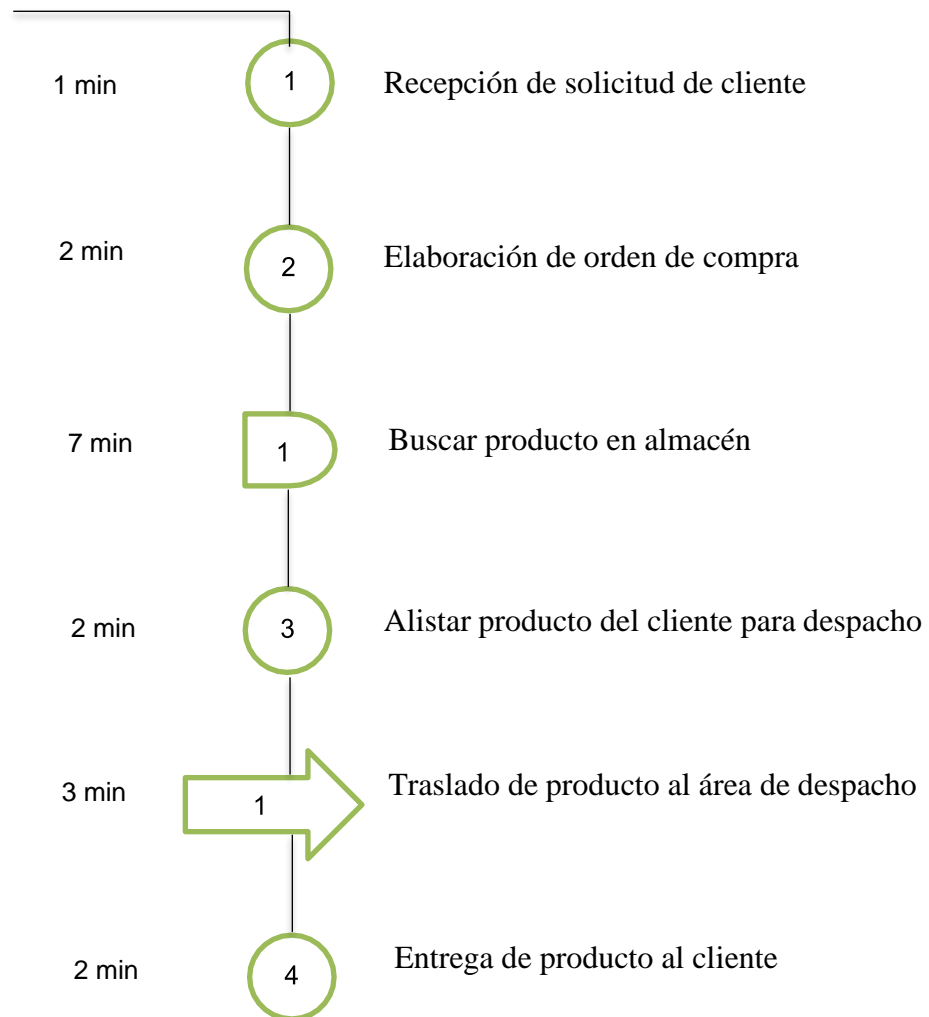 1 min 1 Recepción de solicitud de cliente
2 min 2 Elaboración de orden de compra
7 min 1 Buscar producto en almacén
2 min 3 Alistar producto del cliente para despacho
3 min 1 Traslado de producto al área de despacho
2 min 4 Entrega de producto al cliente